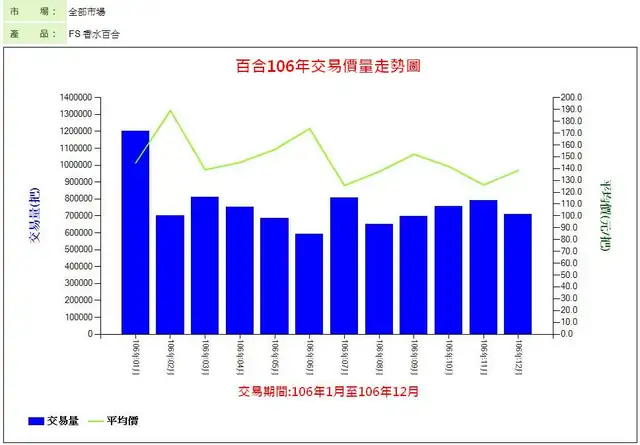 市 場： 全部市場
產 品： FS 香水百合
百合106年交易價量走勢圖
1400000
1300000
1200000
1100000
1000000
900000
800000
700000
600000
500000
400000
300000
200000
100000
0
交易量(把)
200.0
190.0
180.0
170.0
160.0
150.0
140.0
130.0
120.0
110.0
100.0
90.0
80.0
70.0
60.0
50.0
40.0
30.0
20.0
10.0
0.0
平均價(元/把)
106年01月
106年02月
106年03月
106年04月
106年05月
106年06月
106年07月
106年08月
106年09月
106年10月
106年11月
106年12月
交易期間:106年1月至106年12月
交易量 平均價